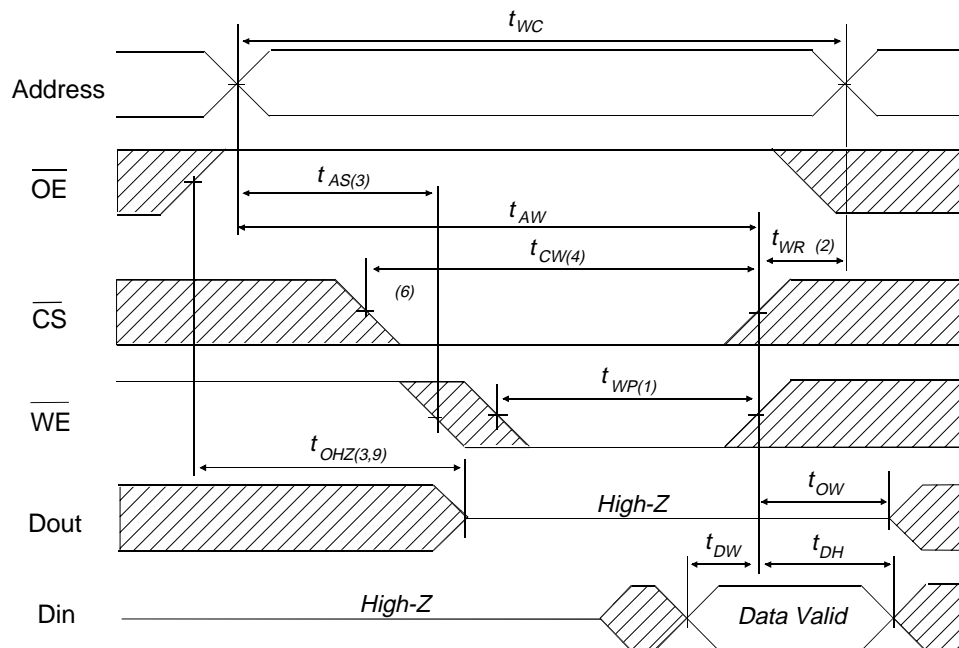 tWC
Address
OE
tAS(3)
tAW
tCW(4)
tWR (2)
CS
(6)
WE
tWP(1)
tOHZ(3,9)
Dout
High-Z
tOW
tDW
tDH
Din
High-Z
Data Valid